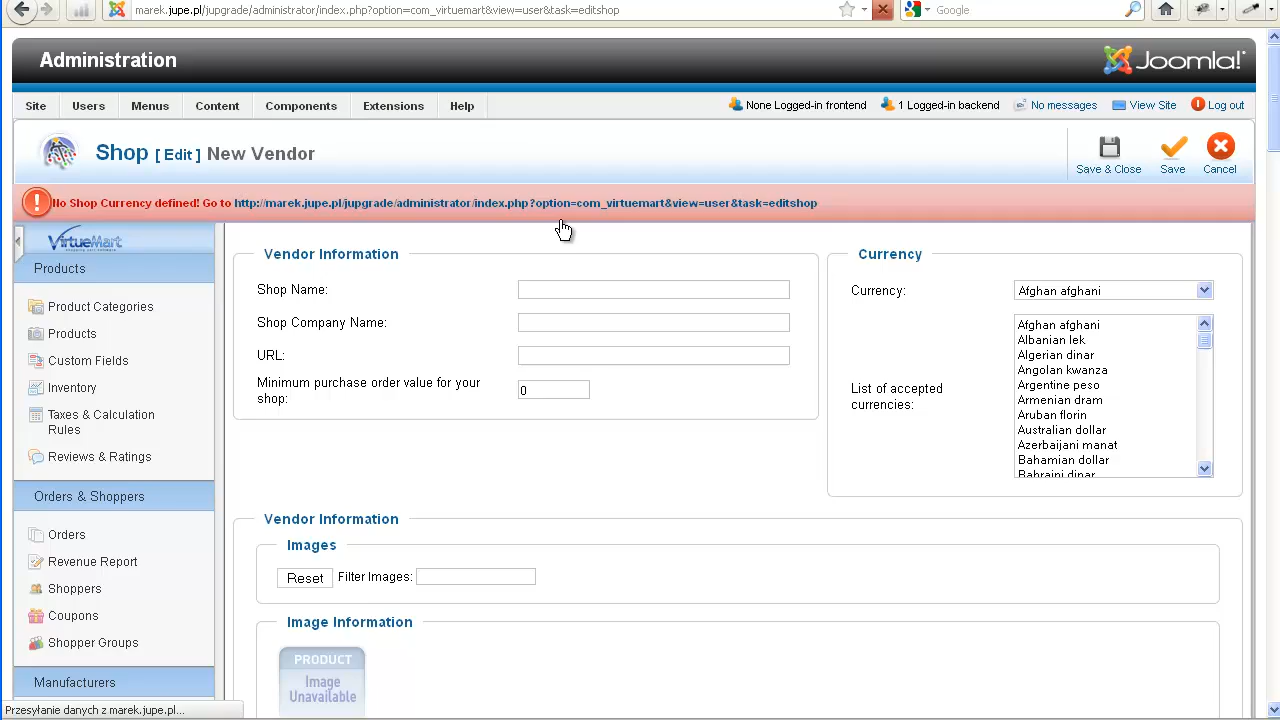 marek.jupe.pl/jupgrade/administrator/index.php?option=com_virtuemart&view=user&task=editshop
Google
Administration
Joomla!
Site Users Menus Content Components Extensions Help
None Logged-in frontend 1 Logged-in backend No messages View Site Log out
Shop [ Edit ] New Vendor
Save & Close Save Cancel
No Shop Currency defined! Go to http://marek.jupe.pl/jupgrade/administrator/index.php?option=com_virtuemart&view=user&task=editshop
VirtueMart
Products
Product Categories
Products
Custom Fields
Inventory
Taxes & Calculation
Rules
Reviews & Ratings
Orders & Shoppers
Orders
Revenue Report
Shoppers
Coupons
Shopper Groups
Manufacturers
Vendor Information
Shop Name:
Shop Company Name:
URL:
Minimum purchase order value for your
shop:
0
Currency
Currency:
Afghan afghani
List of accepted
currencies:
Afghan afghani
Albanian lek
Algerian dinar
Angolan kwanza
Argentine peso
Armenian dram
Aruban florin
Australian dollar
Azerbaijani manat
Bahamian dollar
Bahraini dinar
Vendor Information
Images
Reset Filter Images:
Image Information
PRODUCT
Image
Unavailable
Przesyłanie danych z marek.jupe.pl...